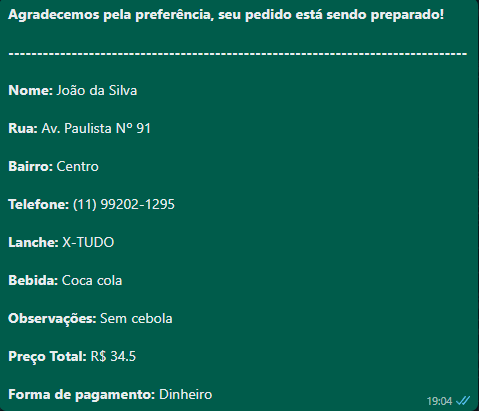 Agradecemos pela preferência, seu pedido está sendo preparado!
--------------------------------------------------------------------------------
Nome: João da Silva
Rua: Av. Paulista Nº 91
Bairro: Centro
Telefone: (11) 99202-1295
Lanche: X-TUDO
Bebida: Coca cola
Observações: Sem cebola
Preço Total: R$ 34.5
Forma de pagamento: Dinheiro
19:04